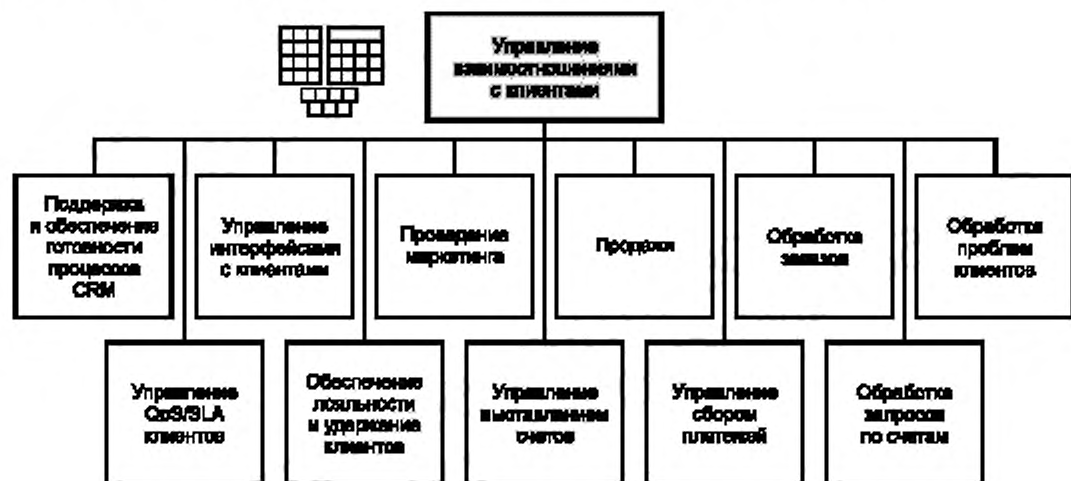 Управление
взаимоотношениями
с клиентами
Поддержка
и обеспечение
готовности
процессов
CRM
Управление
интерфейсами
с клиентами
Проведение
маркетинга
Продажи
Обработка
заказов
Обработка
проблем
клиентов
Управление
QoS/SLA
клиентов
Обеспечение
лояльности
и удержание
клиентов
Управление
выставлением
счетов
Управление
сбором
платежей
Обработка
запросов
по счетам